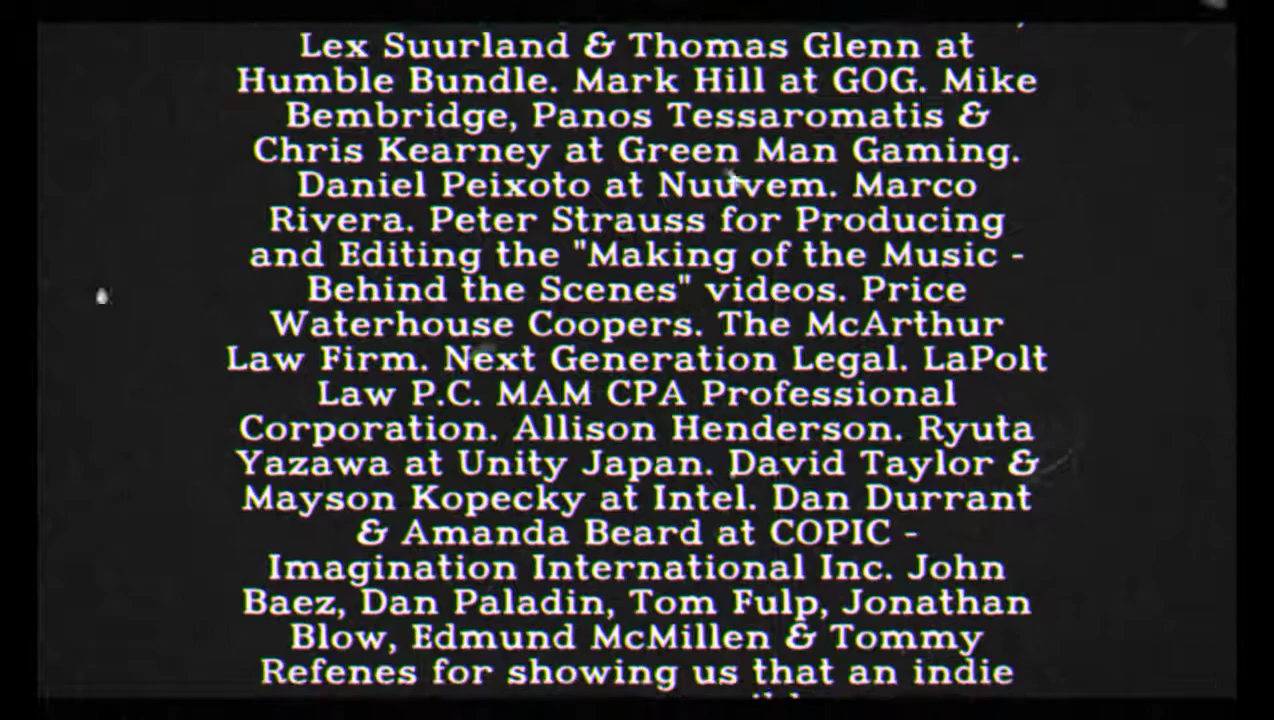 Lex Suurland & Thomas Glenn at
Humble Bundle. Mark Hill at GOG. Mike
Bembridge, Panos Tessaromatis &
Chris Kearney at Green Man Gaming.
Daniel Peixoto at Nuuvem. Marco
Rivera. Peter Strauss for Producing
and Editing the "Making of the Music -
Behind the Scenes" videos. Price
Waterhouse Coopers. The McArthur
Law Firm. Next Generation Legal. LaPolt
Law P.C. MAM CPA Professional
Corporation. Allison Henderson. Ryuta
Yazawa at Unity Japan. David Taylor &
Mayson Kopecky at Intel. Dan Durrant
& Amanda Beard at COPIC -
Imagination International Inc. John
Baez, Dan Paladin, Tom Fulp, Jonathan
Blow, Edmund McMillen & Tommy
Refenes for showing us that an indie